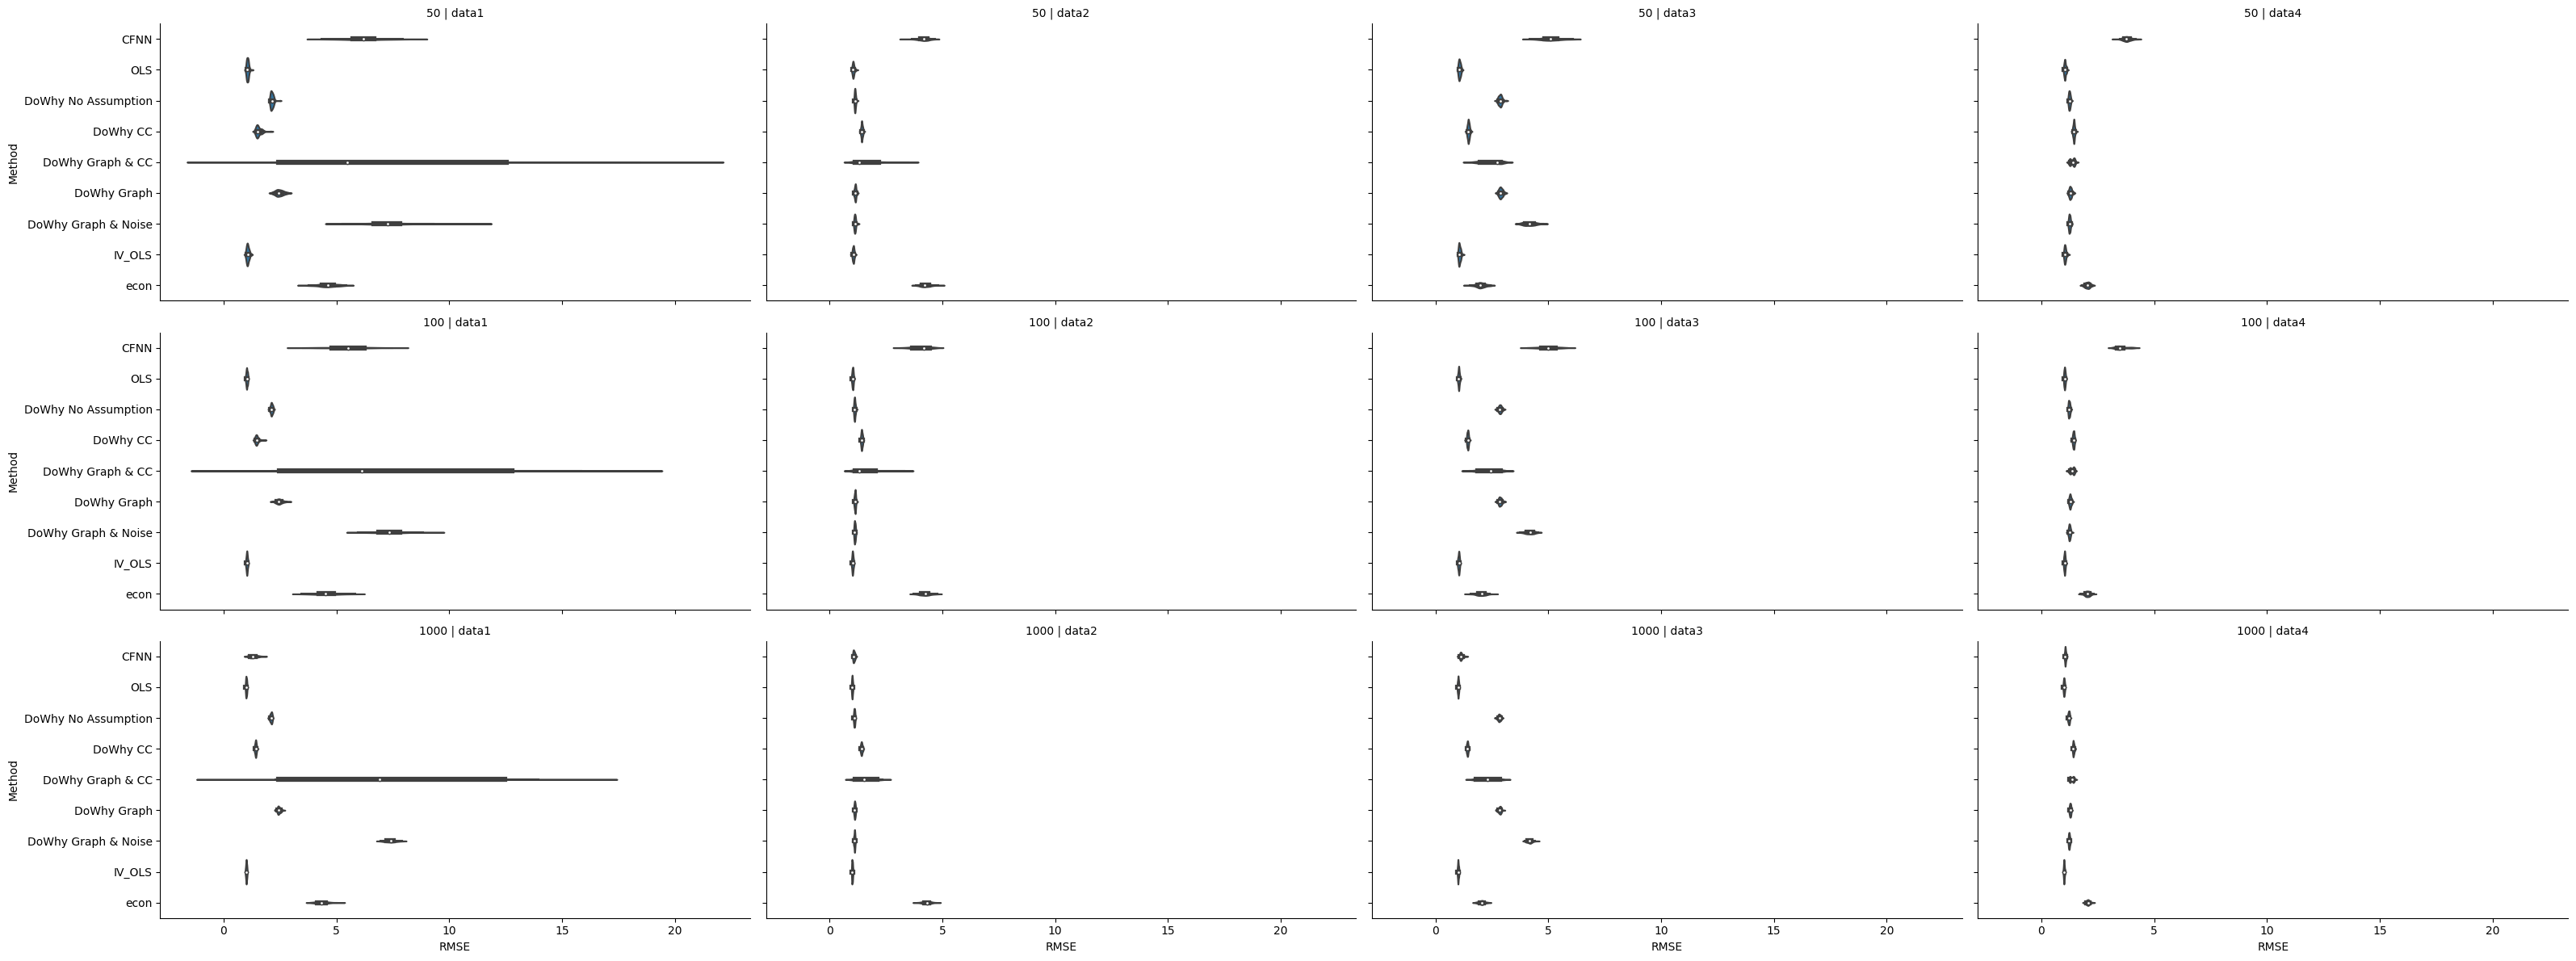 50 | data1
50 | data2
50 | data3
50 | data4
Method
CFNN
OLS
DoWhy No Assumption
DoWhy CC
DoWhy Graph & CC
DoWhy Graph
DoWhy Graph & Noise
IV_OLS
econ
100 | data1
100 | data2
100 | data3
100 | data4
Method
CFNN
OLS
DoWhy No Assumption
DoWhy CC
DoWhy Graph & CC
DoWhy Graph
DoWhy Graph & Noise
IV_OLS
econ
1000 | data1
1000 | data2
1000 | data3
1000 | data4
Method
CFNN
OLS
DoWhy No Assumption
DoWhy CC
DoWhy Graph & CC
DoWhy Graph
DoWhy Graph & Noise
IV_OLS
econ
0 5 10 15 20
RMSE
0 5 10 15 20
RMSE
0 5 10 15 20
RMSE
0 5 10 15 20
RMSE